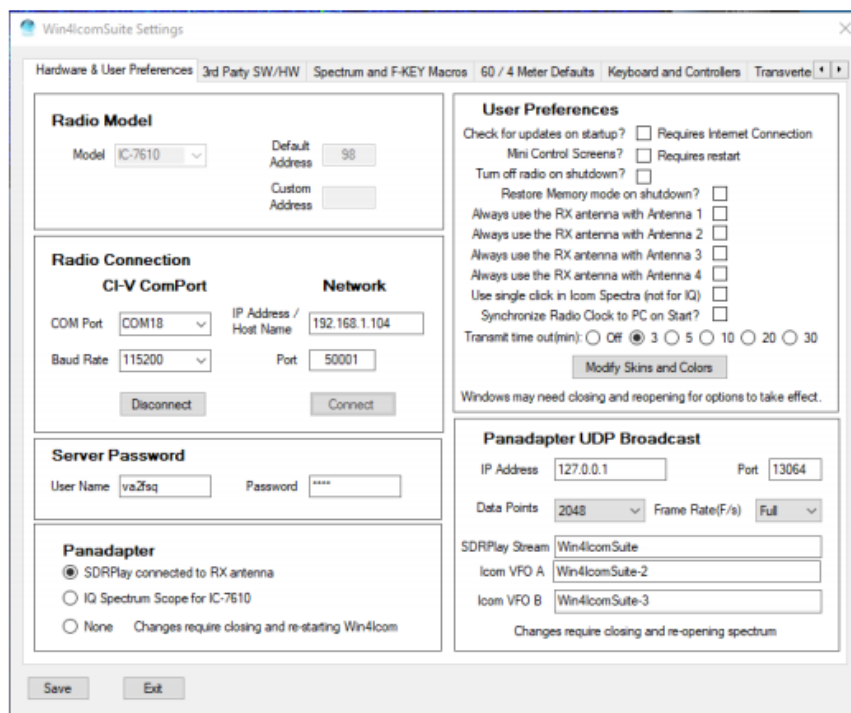 Win4IcomSuite Settings
Hardware & User Preferences 3rd Party SW/HW Spectrum and F-KEY Macros 60 / 4 Meter Defaults Keyboard and Controllers Transverte
Radio Model
Model IC-7610 Default Address 98
Custom Address
Radio Connection
CI-V ComPort Network
COM Port COM18 IP Address / Host Name 192.168.1.104
Baud Rate 115200 Port 50001
Disconnect Connect
Server Password
User Name va2fsq Password ****
Panadapter
SDRPlay connected to RX antenna
IQ Spectrum Scope for IC-7610
None Changes require closing and re-starting Win4Icom
User Preferences
Check for updates on startup? Requires Internet Connection
Mini Control Screens? Requires restart
Turn off radio on shutdown?
Restore Memory mode on shutdown?
Always use the RX antenna with Antenna 1
Always use the RX antenna with Antenna 2
Always use the RX antenna with Antenna 3
Always use the RX antenna with Antenna 4
Use single click in Icom Spectra (not for IQ)
Synchronize Radio Clock to PC on Start?
Transmit time out(min): Off 3 5 10 20 30
Modify Skins and Colors
Windows may need closing and reopening for options to take effect.
Panadapter UDP Broadcast
IP Address 127.0.0.1 Port 13064
Data Points 2048 Frame Rate(F/s) Full
SDRPlay Stream Win4IcomSuite
Icom VFO A Win4IcomSuite-2
Icom VFO B Win4IcomSuite-3
Changes require closing and re-opening spectrum
Save Exit